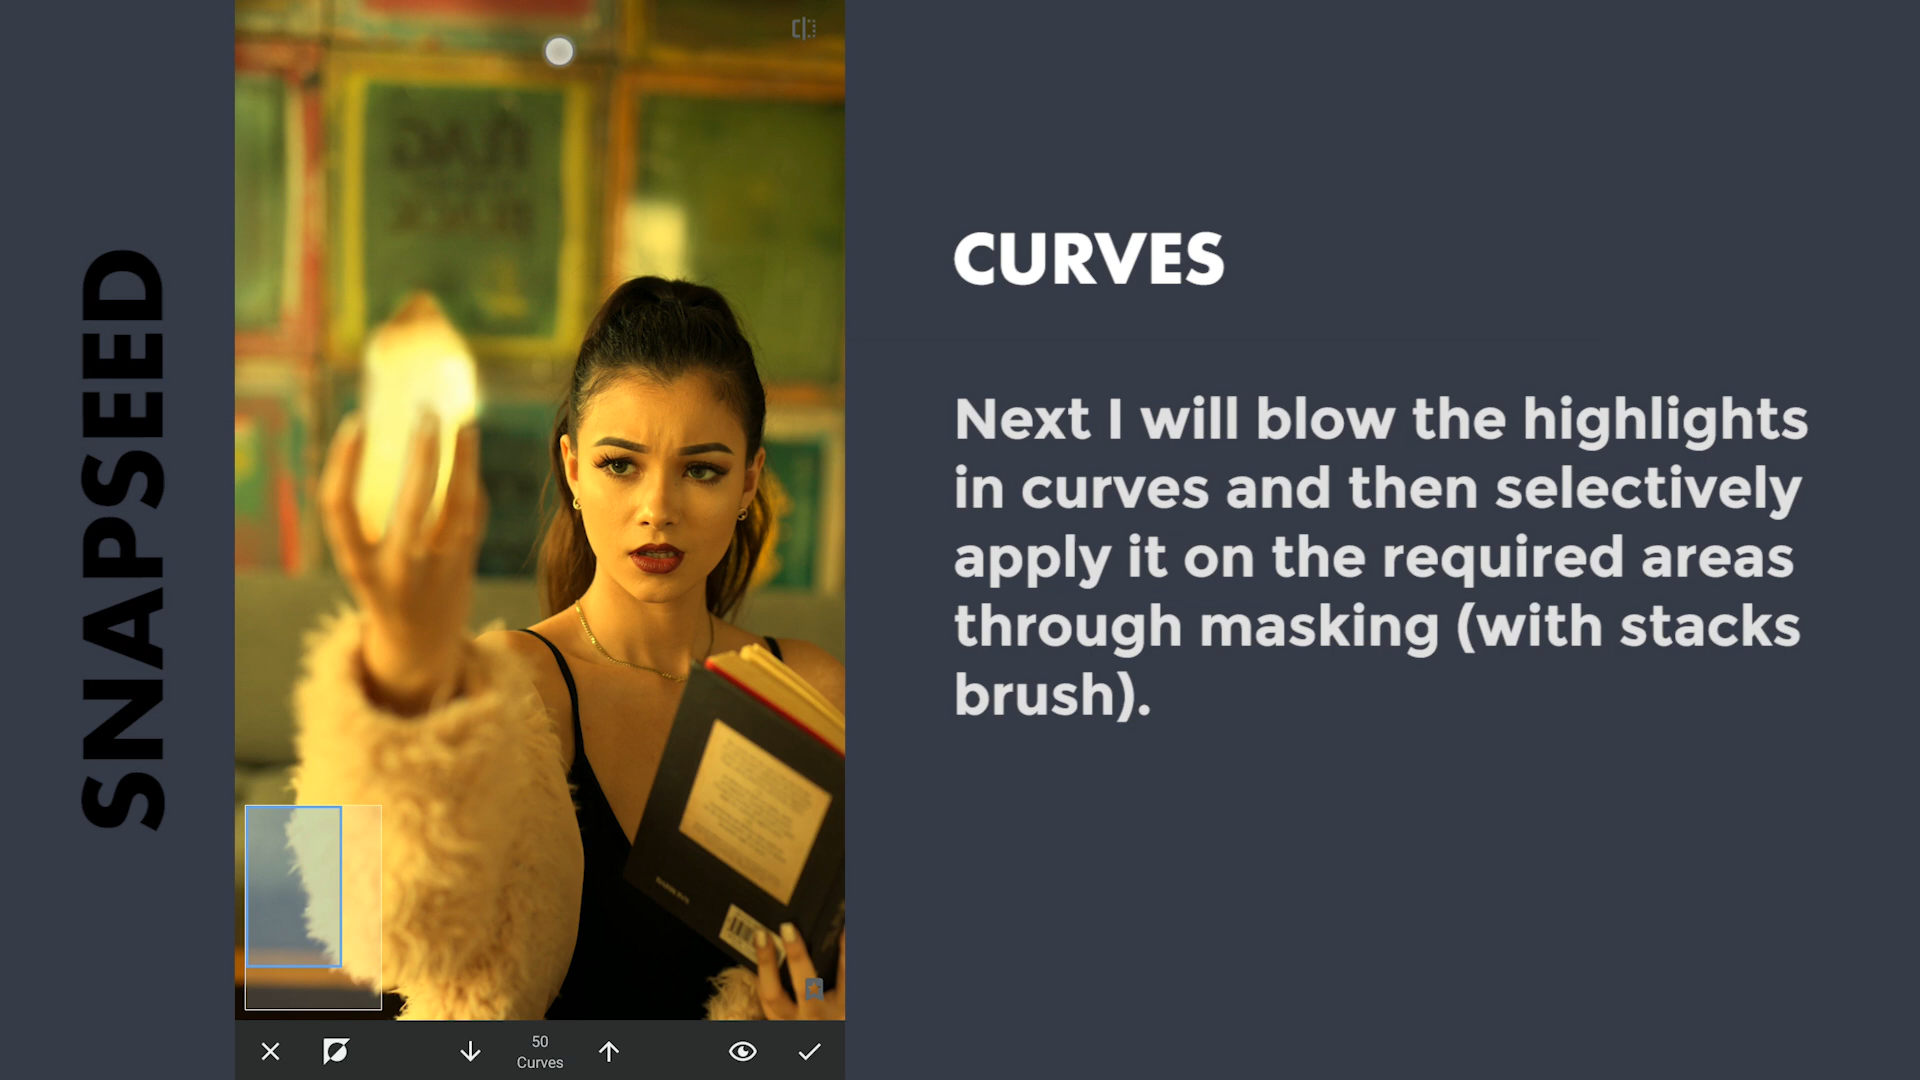 SNAPSEED
CURVES
Next I will blow the highlights
in curves and then selectively
apply it on the required areas
through masking (with stacks
brush).
50
Curves